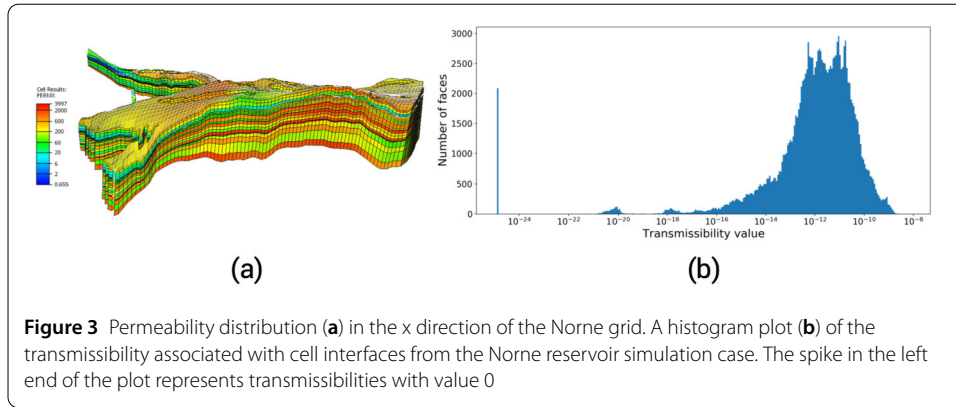 Cell Results:
PERMX
3997
2000
600
200
60
20
6
2
0.655
(a)
3000
2500
2000
1500
1000
500
0
Number of faces
10⁻²⁴ 10⁻²² 10⁻²⁰ 10⁻¹⁸ 10⁻¹⁶ 10⁻¹⁴ 10⁻¹² 10⁻¹⁰ 10⁻⁸
Transmissibility value
(b)
Figure 3 Permeability distribution (a) in the x direction of the Norne grid. A histogram plot (b) of the
transmissibility associated with cell interfaces from the Norne reservoir simulation case. The spike in the left
end of the plot represents transmissibilities with value 0